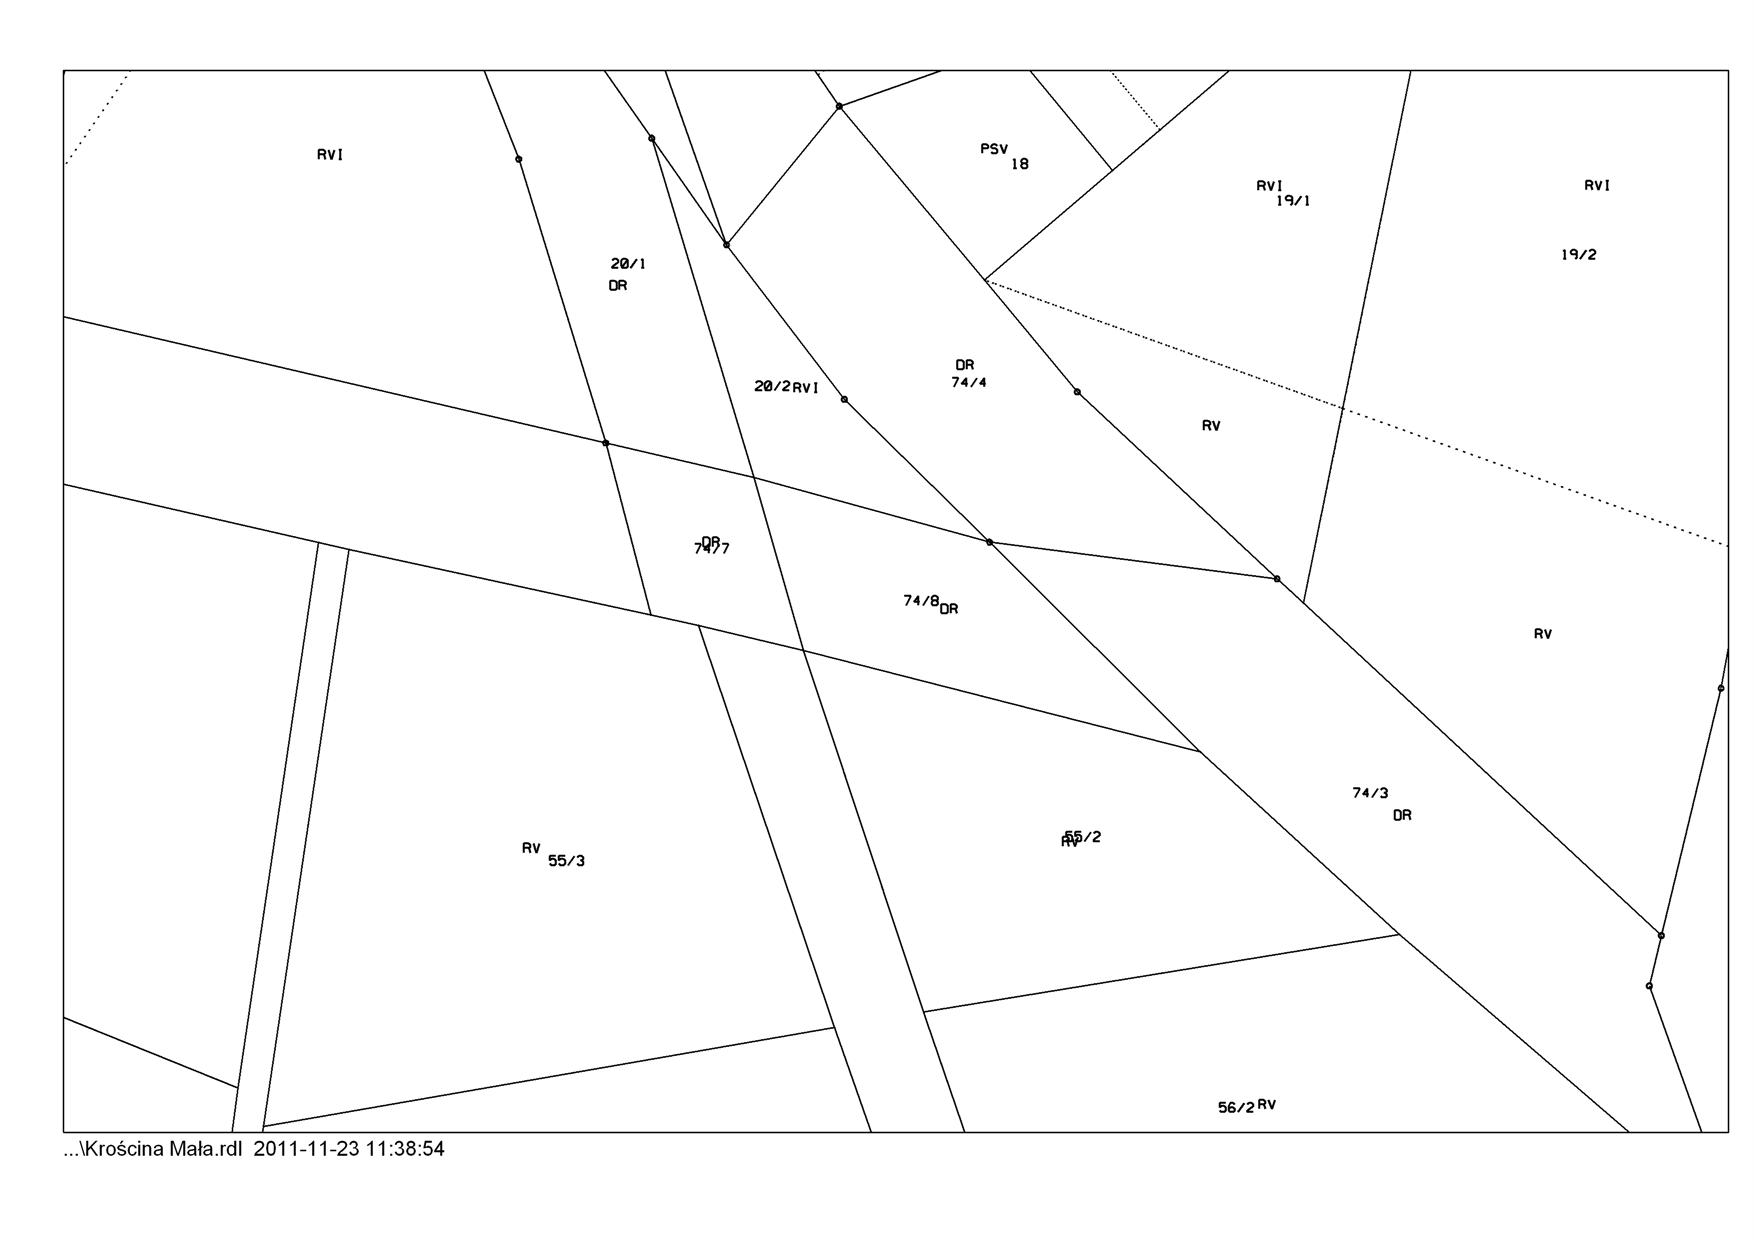 PSV
18
RVI
RVI
19/1
RVI
19/2
20/1
DR
DR
74/4
20/2 RVI
RV
DR
74/7
74/8 DR
RV
74/3
DR
55/2
RV
RV
55/3
56/2 RV
...\Krościna Mała.rdl 2011-11-23 11:38:54